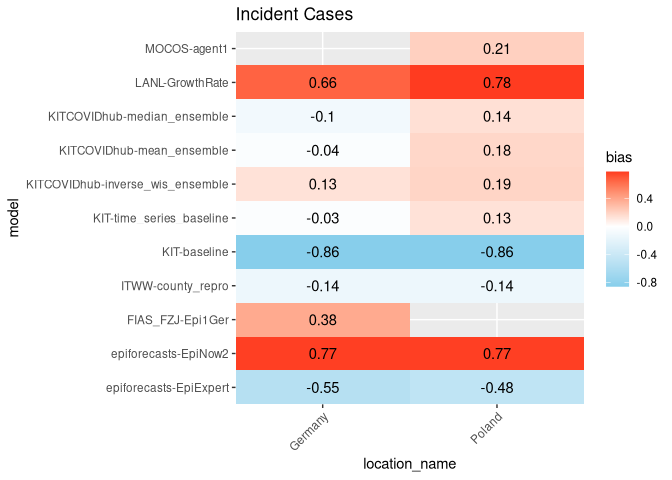 Incident Cases
model
MOCOS-agent1 0.21
LANL-GrowthRate 0.66 0.78
KITCOVIDhub-median_ensemble -0.1 0.14
KITCOVIDhub-mean_ensemble -0.04 0.18
KITCOVIDhub-inverse_wis_ensemble 0.13 0.19
KIT-time_series_baseline -0.03 0.13
KIT-baseline -0.86 -0.86
ITWW-county_repro -0.14 -0.14
FIAS_FZJ-Epi1Ger 0.38
epiforecasts-EpiNow2 0.77 0.77
epiforecasts-EpiExpert -0.55 -0.48
Germany Poland
location_name
bias
0.4
0.0
-0.4
-0.8